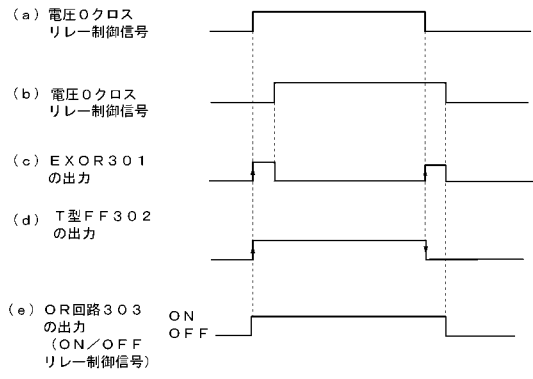 (a) 電圧0クロス
リレー制御信号
(b) 電圧0クロス
リレー制御信号
(c) EXOR301
の出力
(d) T型FF302
の出力
(e) OR回路303
の出力
(ON/OFF
リレー制御信号)
ON
OFF